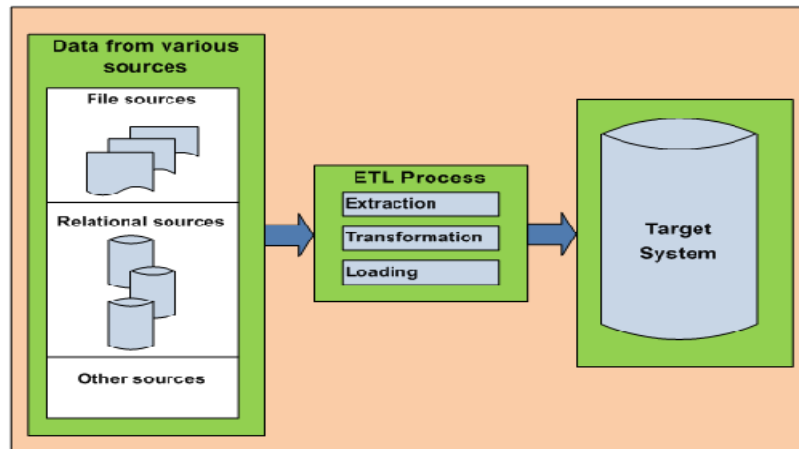 Data from various
sources
File sources
Relational sources
Other sources
ETL Process
Extraction
Transformation
Loading
Target
System